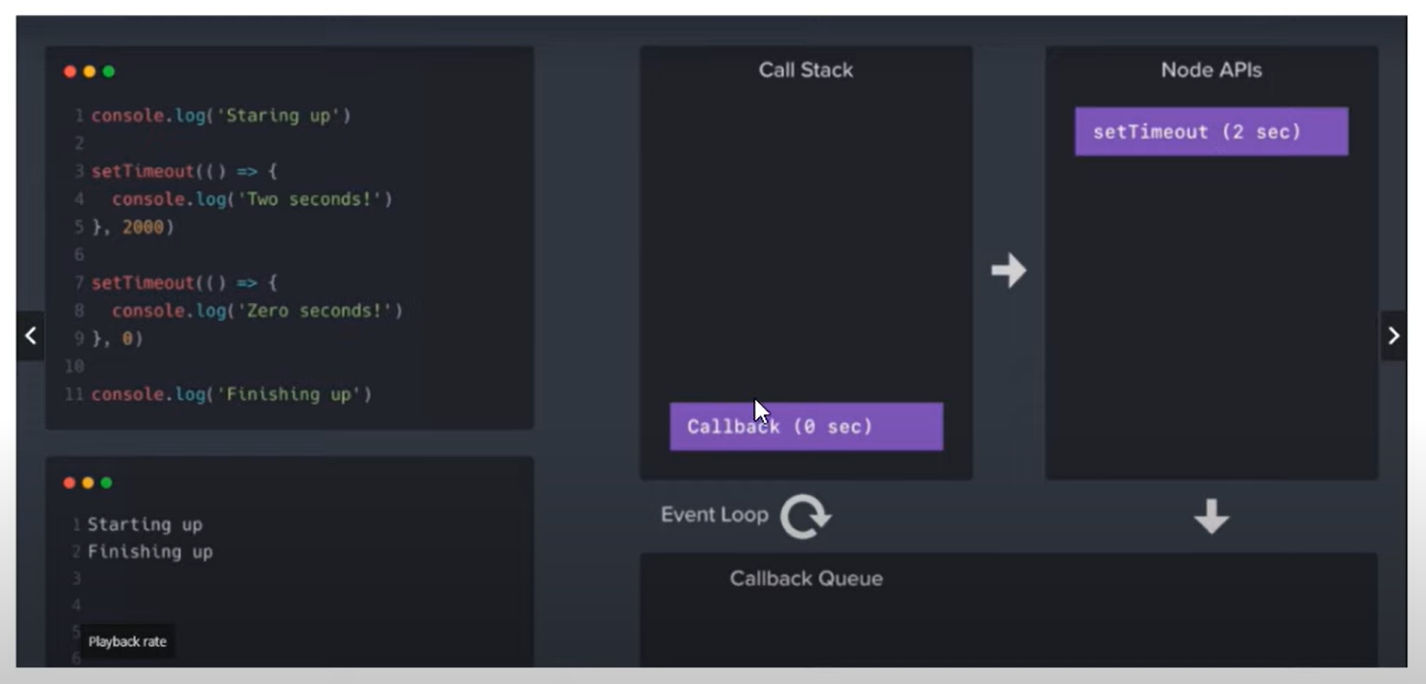 1 console.log('Staring up')
2
3 setTimeout(() => {
4 console.log('Two seconds!')
5 }, 2000)
6
7 setTimeout(() => {
8 console.log('Zero seconds!')
9 }, 0)
10
11 console.log('Finishing up')
1 Starting up
2 Finishing up
3
4
5
6
Playback rate
Call Stack
Callback (0 sec)
Node APIs
setTimeout (2 sec)
Event Loop
Callback Queue